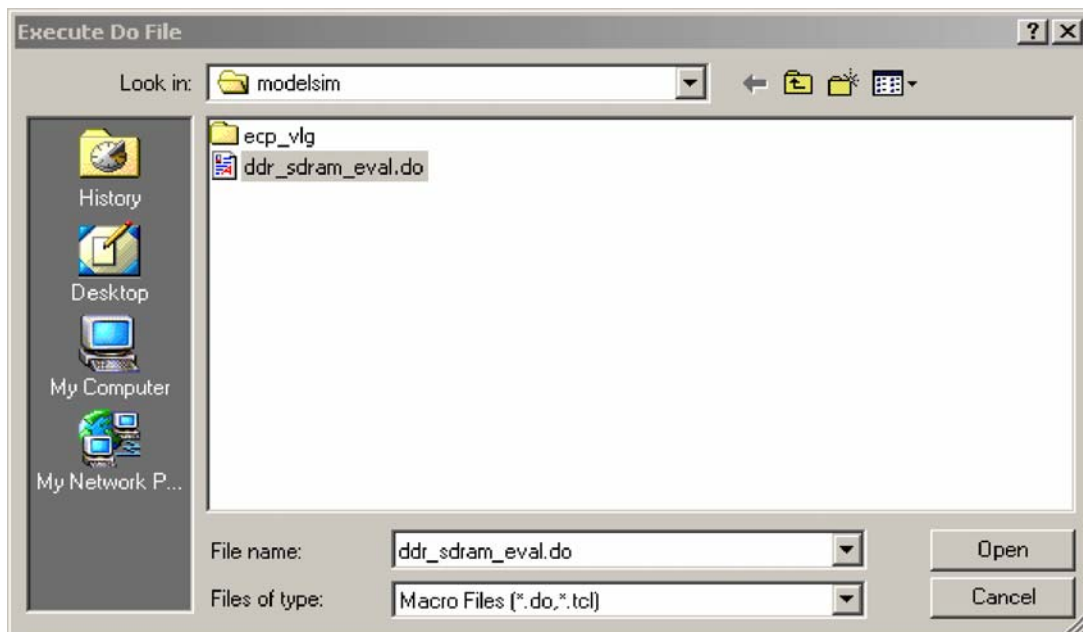 Execute Do File
Look in: modelsim
ecp_vlg
ddr_sdram_eval.do
History
Desktop
My Computer
My Network P...
File name: ddr_sdram_eval.do Open
Files of type: Macro Files (*.do,*.tcl) Cancel